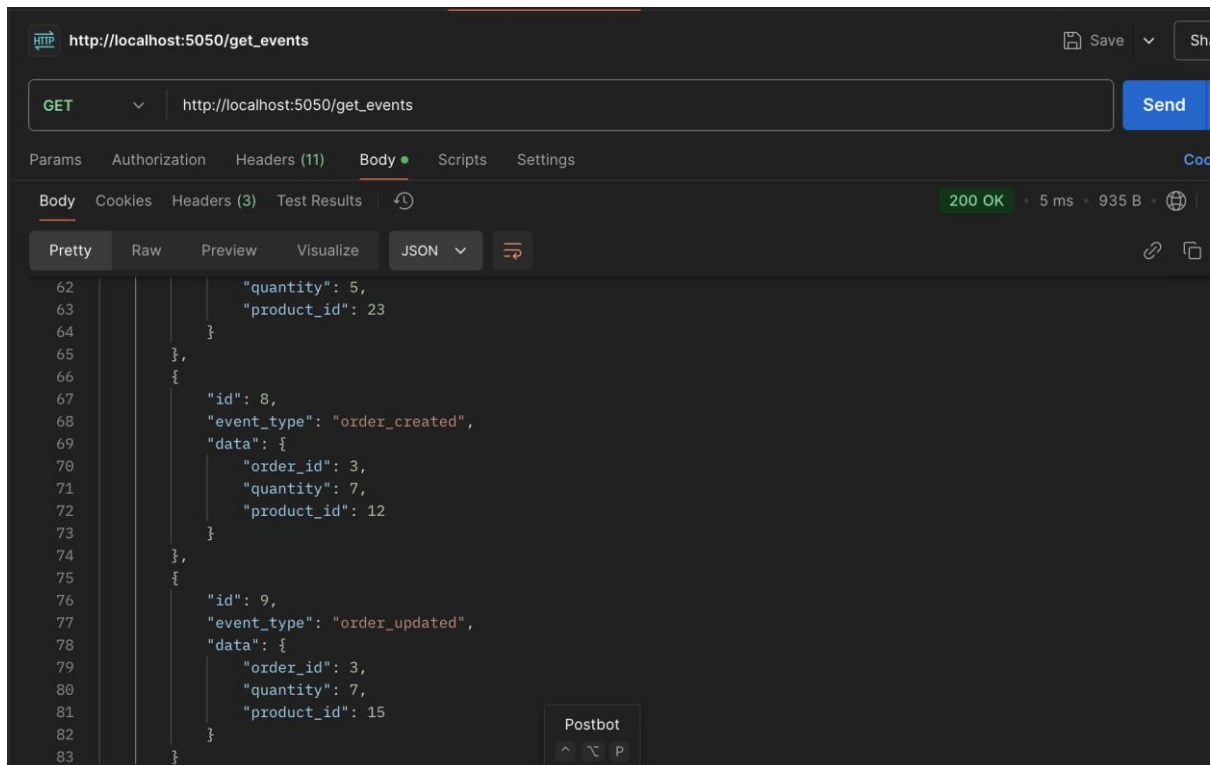 HTTP http://localhost:5050/get_events Save Sh
GET http://localhost:5050/get_events Send
Params Authorization Headers (11) Body Scripts Settings Coo
Body Cookies Headers (3) Test Results 200 OK 5 ms 935 B
Pretty Raw Preview Visualize JSON
62 "quantity": 5,
63 "product_id": 23
64 }
65 },
66 {
67 "id": 8,
68 "event_type": "order_created",
69 "data": {
70 "order_id": 3,
71 "quantity": 7,
72 "product_id": 12
73 }
74 },
75 {
76 "id": 9,
77 "event_type": "order_updated",
78 "data": {
79 "order_id": 3,
80 "quantity": 7,
81 "product_id": 15
82 }
83 }
Postbot
^ ⌥ P